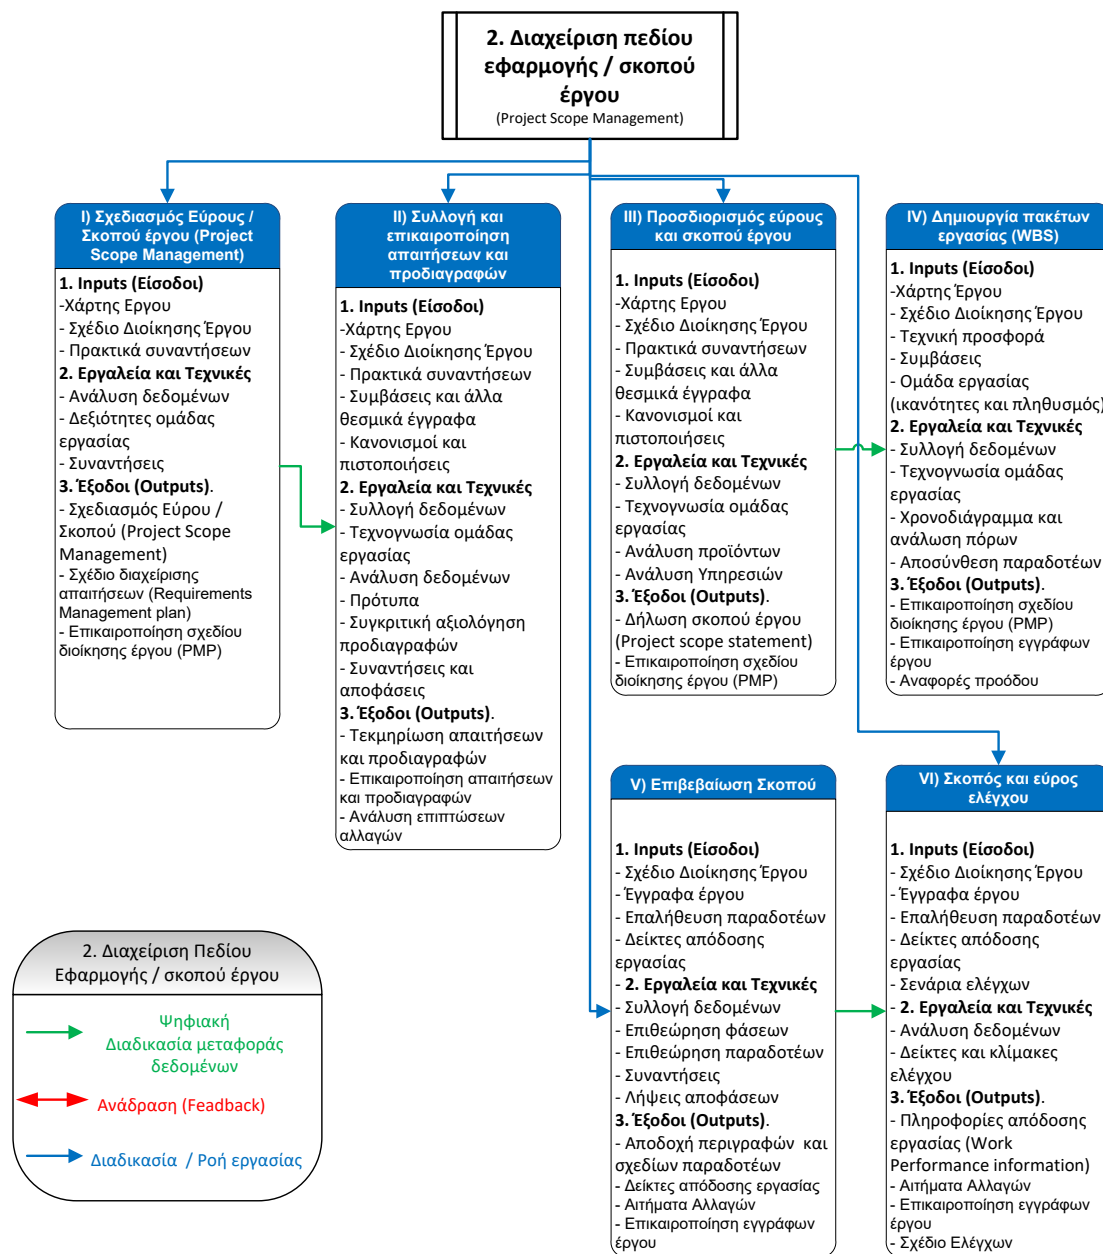 2. Διαχείριση πεδίου
εφαρμογής / σκοπού
έργου
(Project Scope Management)
I) Σχεδιασμός Εύρους /
Σκοπού έργου (Project
Scope Management)
1. Inputs (Είσοδοι)
-Χάρτης Εργου
- Σχέδιο Διοίκησης Έργου
- Πρακτικά συναντήσεων
2. Εργαλεία και Τεχνικές
- Ανάλυση δεδομένων
- Δεξιότητες ομάδας
εργασίας
- Συναντήσεις
3. Έξοδοι (Outputs).
- Σχεδιασμός Εύρου /
Σκοπού (Project Scope
Management)
- Σχέδιο διαχείρισης
απαιτήσεων (Requirements
Management plan)
- Επικαιροποίηση σχεδίου
διοίκησης έργου (PMP)
II) Συλλογή και
επικαιροποίηση
απαιτήσεων και
προδιαγραφών
1. Inputs (Είσοδοι)
-Χάρτης Εργου
- Σχέδιο Διοίκησης Έργου
- Πρακτικά συναντήσεων
- Συμβάσεις και άλλα
θεσμικά έγγραφα
- Κανονισμοί και
πιστοποιήσεις
2. Εργαλεία και Τεχνικές
- Συλλογή δεδομένων
- Τεχνογνωσία ομάδας
εργασίας
- Ανάλυση δεδομένων
- Πρότυπα
- Συγκριτική αξιολόγηση
προδιαγραφών
- Συναντήσεις και
αποφάσεις
3. Έξοδοι (Outputs).
- Τεκμηρίωση απαιτήσεων
και προδιαγραφών
- Επικαιροποίηση απαιτήσεων
και προδιαγραφών
- Ανάλυση επιπτώσεων
αλλαγών
III) Προσδιορισμός εύρους
και σκοπού έργου
1. Inputs (Είσοδοι)
-Χάρτης Εργου
- Σχέδιο Διοίκησης Έργου
- Πρακτικά συναντήσεων
- Συμβάσεις και άλλα
θεσμικά έγγραφα
- Κανονισμοί και
πιστοποιήσεις
2. Εργαλεία και Τεχνικές
- Συλλογή δεδομένων
- Τεχνογνωσία ομάδας
εργασίας
- Ανάλυση προϊόντων
- Ανάλυση Υπηρεσιών
3. Έξοδοι (Outputs).
- Δήλωση σκοπού έργου
(Project scope statement)
- Επικαιροποίηση σχεδίου
διοίκησης έργου (PMP)
IV) Δημιουργία πακέτων
εργασίας (WBS)
1. Inputs (Είσοδοι)
-Χάρτης Έργου
- Σχέδιο Διοίκησης Έργου
- Τεχνική προσφορά
- Συμβάσεις
- Ομάδα εργασίας
(ικανότητες και πληθυσμός)
2. Εργαλεία και Τεχνικές
- Συλλογή δεδομένων
- Τεχνογνωσία ομάδας
εργασίας
- Χρονοδιάγραμμα και
ανάλωση πόρων
- Αποσύνθεση παραδοτέων
3. Έξοδοι (Outputs).
- Επικαιροποίηση σχεδίου
διοίκησης έργου (PMP)
- Επικαιροποίηση εγγράφων
έργου
- Αναφορές προόδου
V) Επιβεβαίωση Σκοπού
1. Inputs (Είσοδοι)
- Σχέδιο Διοίκησης Έργου
- Έγγραφα έργου
- Επαλήθευση παραδοτέων
- Δείκτες απόδοσης
εργασίας
- 2. Εργαλεία και Τεχνικές
- Συλλογή δεδομένων
- Επιθεώρηση φάσεων
- Επιθεώρηση παραδοτέων
- Συναντήσεις
- Λήψεις αποφάσεων
3. Έξοδοι (Outputs).
- Αποδοχή περιγραφών και
σχεδίων παραδοτέων
- Δείκτες απόδοσης εργασίας
- Αιτήματα Αλλαγών
- Επικαιροποίηση εγγράφων
έργου
VI) Σκοπός και εύρος
ελέγχου
1. Inputs (Είσοδοι)
- Σχέδιο Διοίκησης Έργου
- Έγγραφα έργου
- Επαλήθευση παραδοτέων
- Δείκτες απόδοσης
εργασίας
- Σενάρια ελέγχων
- 2. Εργαλεία και Τεχνικές
- Ανάλυση δεδομένων
- Δείκτες και κλίμακες
ελέγχου
3. Έξοδοι (Outputs).
- Πληροφορίες απόδοσης
εργασίας (Work
Performance information)
- Αιτήματα Αλλαγών
- Επικαιροποίηση εγγράφων
έργου
- Σχέδιο Ελέγχων
2. Διαχείριση Πεδίου
Εφαρμογής / σκοπού έργου
Ψηφιακή
Διαδικασία μεταφοράς
δεδομένων
Ανάδραση (Feadback)
Διαδικασία / Ροή εργασίας